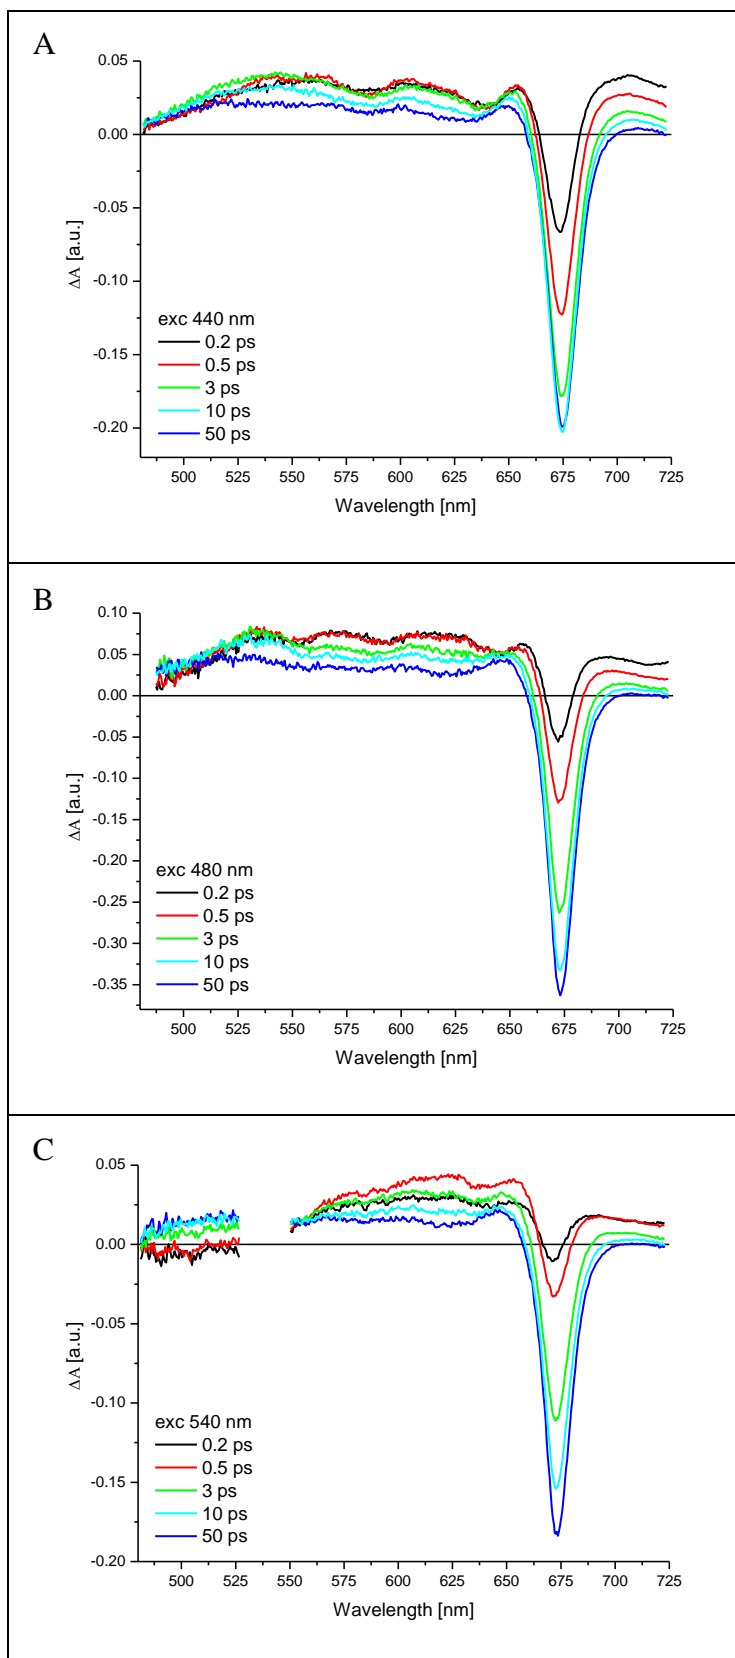 A
0.05
0.00
-0.05
-0.10
-0.15
-0.20
ΔA [a.u.]
exc 440 nm
0.2 ps
0.5 ps
3 ps
10 ps
50 ps
500 525 550 575 600 625 650 675 700 725
Wavelength [nm]
B
0.10
0.05
0.00
-0.05
-0.10
-0.15
-0.20
-0.25
-0.30
-0.35
ΔA [a.u.]
exc 480 nm
0.2 ps
0.5 ps
3 ps
10 ps
50 ps
500 525 550 575 600 625 650 675 700 725
Wavelength [nm]
C
0.05
0.00
-0.05
-0.10
-0.15
-0.20
ΔA [a.u.]
exc 540 nm
0.2 ps
0.5 ps
3 ps
10 ps
50 ps
500 525 550 575 600 625 650 675 700 725
Wavelength [nm]